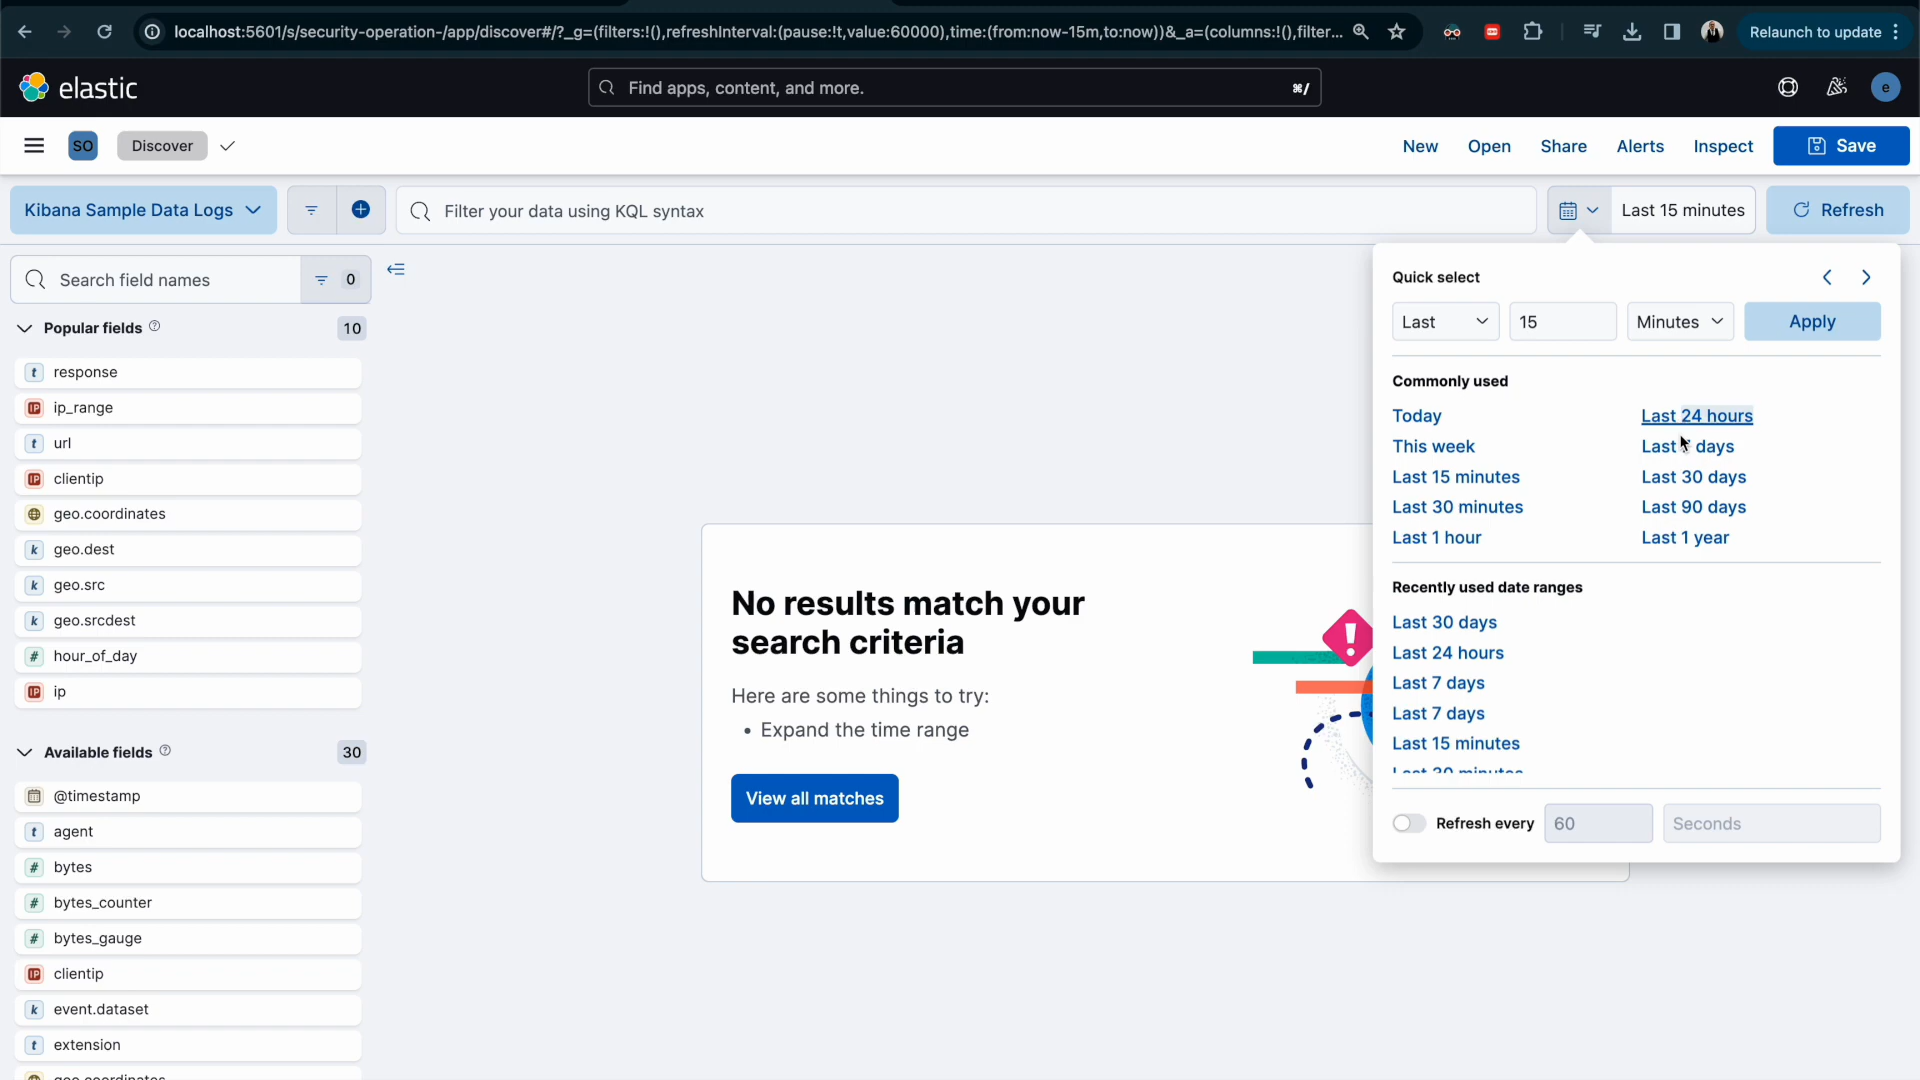 localhost:5601/s/security-operation-/app/discover#/?_g=(filters:!(),refreshInterval:(pause:!t,value:60000),time:(from:now-15m,to:now))&_a=(columns:!(),filter...
Relaunch to update
elastic
Find apps, content, and more.
⌘/
e
SO
Discover
New
Open
Share
Alerts
Inspect
Save
Kibana Sample Data Logs
Filter your data using KQL syntax
Last 15 minutes
Refresh
Search field names
0
Popular fields
10
response
ip_range
url
clientip
geo.coordinates
geo.dest
geo.src
geo.srcdest
hour_of_day
ip
Available fields
30
@timestamp
agent
bytes
bytes_counter
bytes_gauge
clientip
event.dataset
extension
geo.coordinates
No results match your
search criteria
Here are some things to try:
• Expand the time range
View all matches
Quick select
Last
15
Minutes
Apply
Commonly used
Today
Last 24 hours
This week
Last days
Last 15 minutes
Last 30 days
Last 30 minutes
Last 90 days
Last 1 hour
Last 1 year
Recently used date ranges
Last 30 days
Last 24 hours
Last 7 days
Last 7 days
Last 15 minutes
Last 30 minutes
Refresh every
60
Seconds